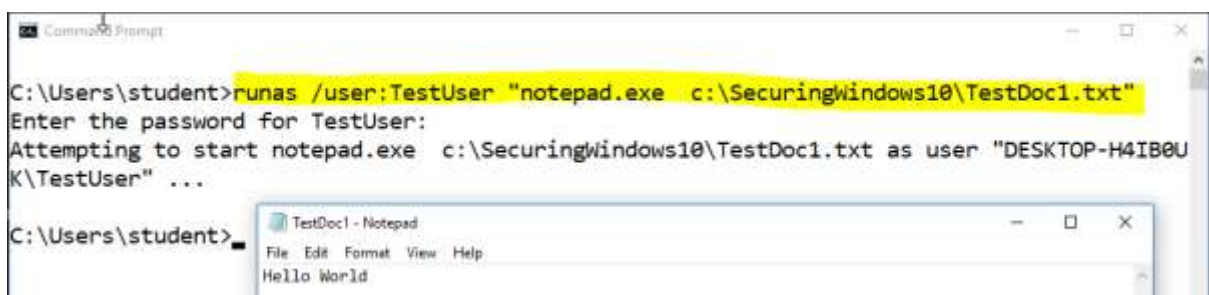 Command Prompt
C:\Users\student>runas /user:TestUser "notepad.exe  c:\SecuringWindows10\TestDoc1.txt"
Enter the password for TestUser:
Attempting to start notepad.exe  c:\SecuringWindows10\TestDoc1.txt as user "DESKTOP-H4IB0U
K\TestUser" ...
C:\Users\student>
TestDoc1 - Notepad
File Edit Format View Help
Hello World